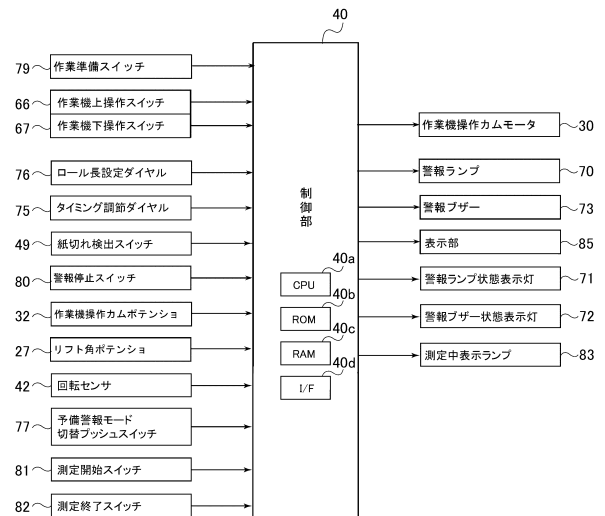 40
79 作業準備スイッチ
66 作業機上操作スイッチ
67 作業機下操作スイッチ
76 ロール長設定ダイヤル
75 タイミング調節ダイヤル
49 紙切れ検出スイッチ
80 警報停止スイッチ
32 作業機操作カムポテンショ
27 リフト角ポテンショ
42 回転センサ
77 予備警報モード
切替プッシュスイッチ
81 測定開始スイッチ
82 測定終了スイッチ
制御部
40a
CPU
40b
ROM
40c
RAM
40d
I/F
作業機操作カムモータ 30
警報ランプ 70
警報ブザー 73
表示部 85
警報ランプ状態表示灯 71
警報ブザー状態表示灯 72
測定中表示ランプ 83